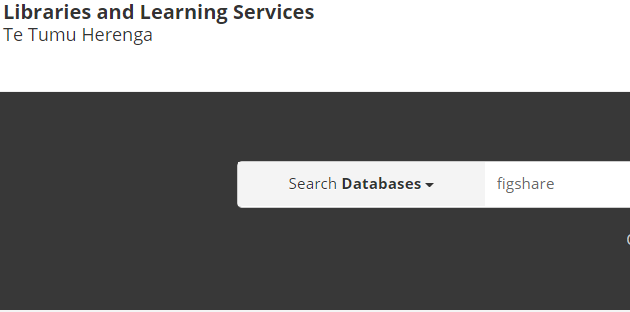 Libraries and Learning Services
Te Tumu Herenga
Search Databases
figshare